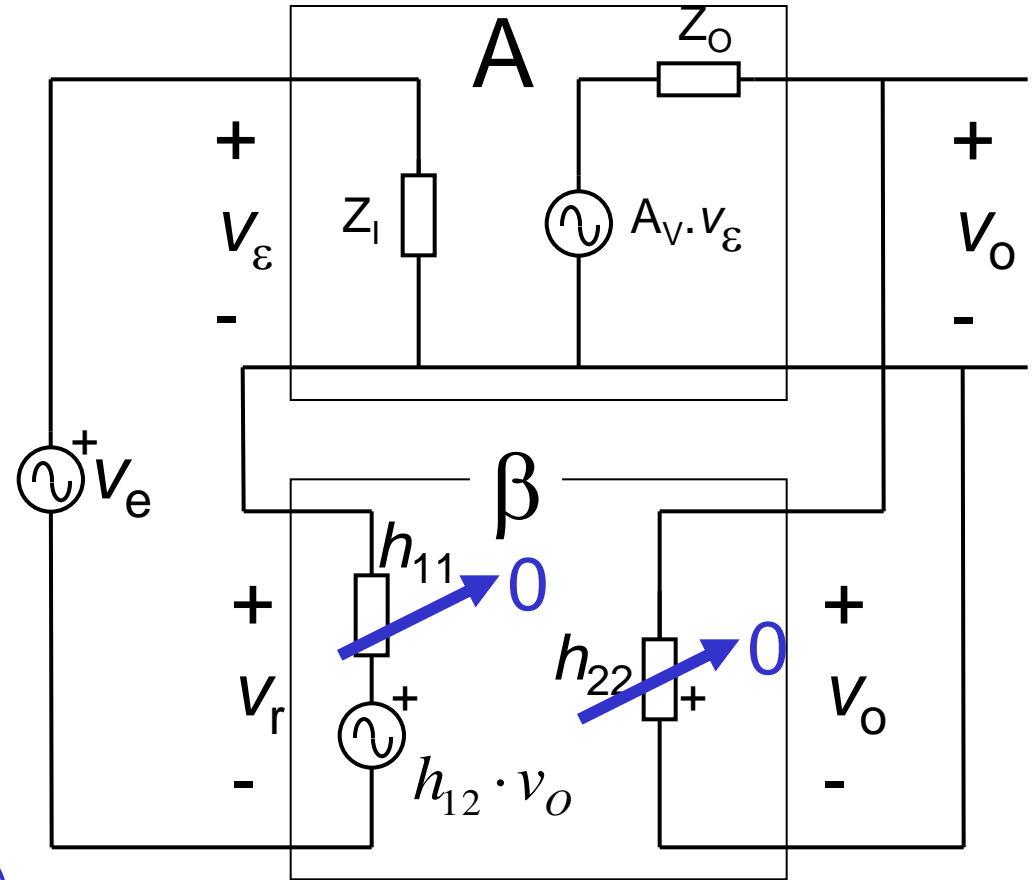 A
Z_O
+
+
Z_I
A_V.v_ε
v_ε
v_o
-
-
β
+
v_e
h_11
0
+
+
0
h_22
+
+
v_r
v_o
h_12 · v_O
-
-